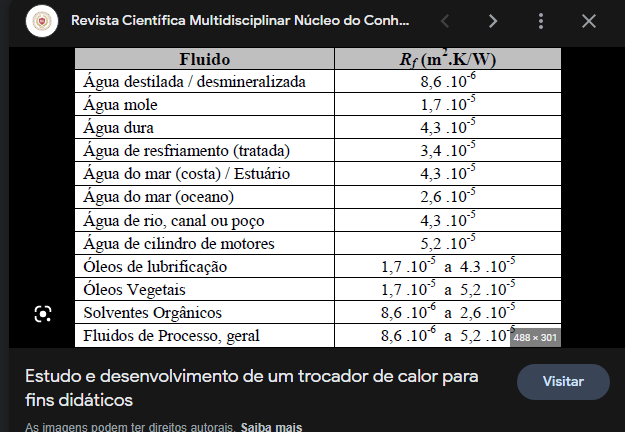 Revista Científica Multidisciplinar Núcleo do Conh...
Fluido R_f (m².K/W)
Água destilada / desmineralizada 8,6 .10⁻⁶
Água mole 1,7 .10⁻⁵
Água dura 4,3 .10⁻⁵
Água de resfriamento (tratada) 3,4 .10⁻⁵
Água do mar (costa) / Estuário 4,3 .10⁻⁵
Água do mar (oceano) 2,6 .10⁻⁵
Água de rio, canal ou poço 4,3 .10⁻⁵
Água de cilindro de motores 5,2 .10⁻⁵
Óleos de lubrificação 1,7 .10⁻⁵ a 4.3 .10⁻⁵
Óleos Vegetais 1,7 .10⁻⁵ a 5,2 .10⁻⁵
Solventes Orgânicos 8,6 .10⁻⁶ a 2,6 .10⁻⁵
Fluidos de Processo, geral 8,6 .10⁻⁶ a 5,2 .10⁻⁵
488 × 301
Estudo e desenvolvimento de um trocador de calor para
fins didáticos
Visitar
As imagens podem ter direitos autorais. Saiba mais